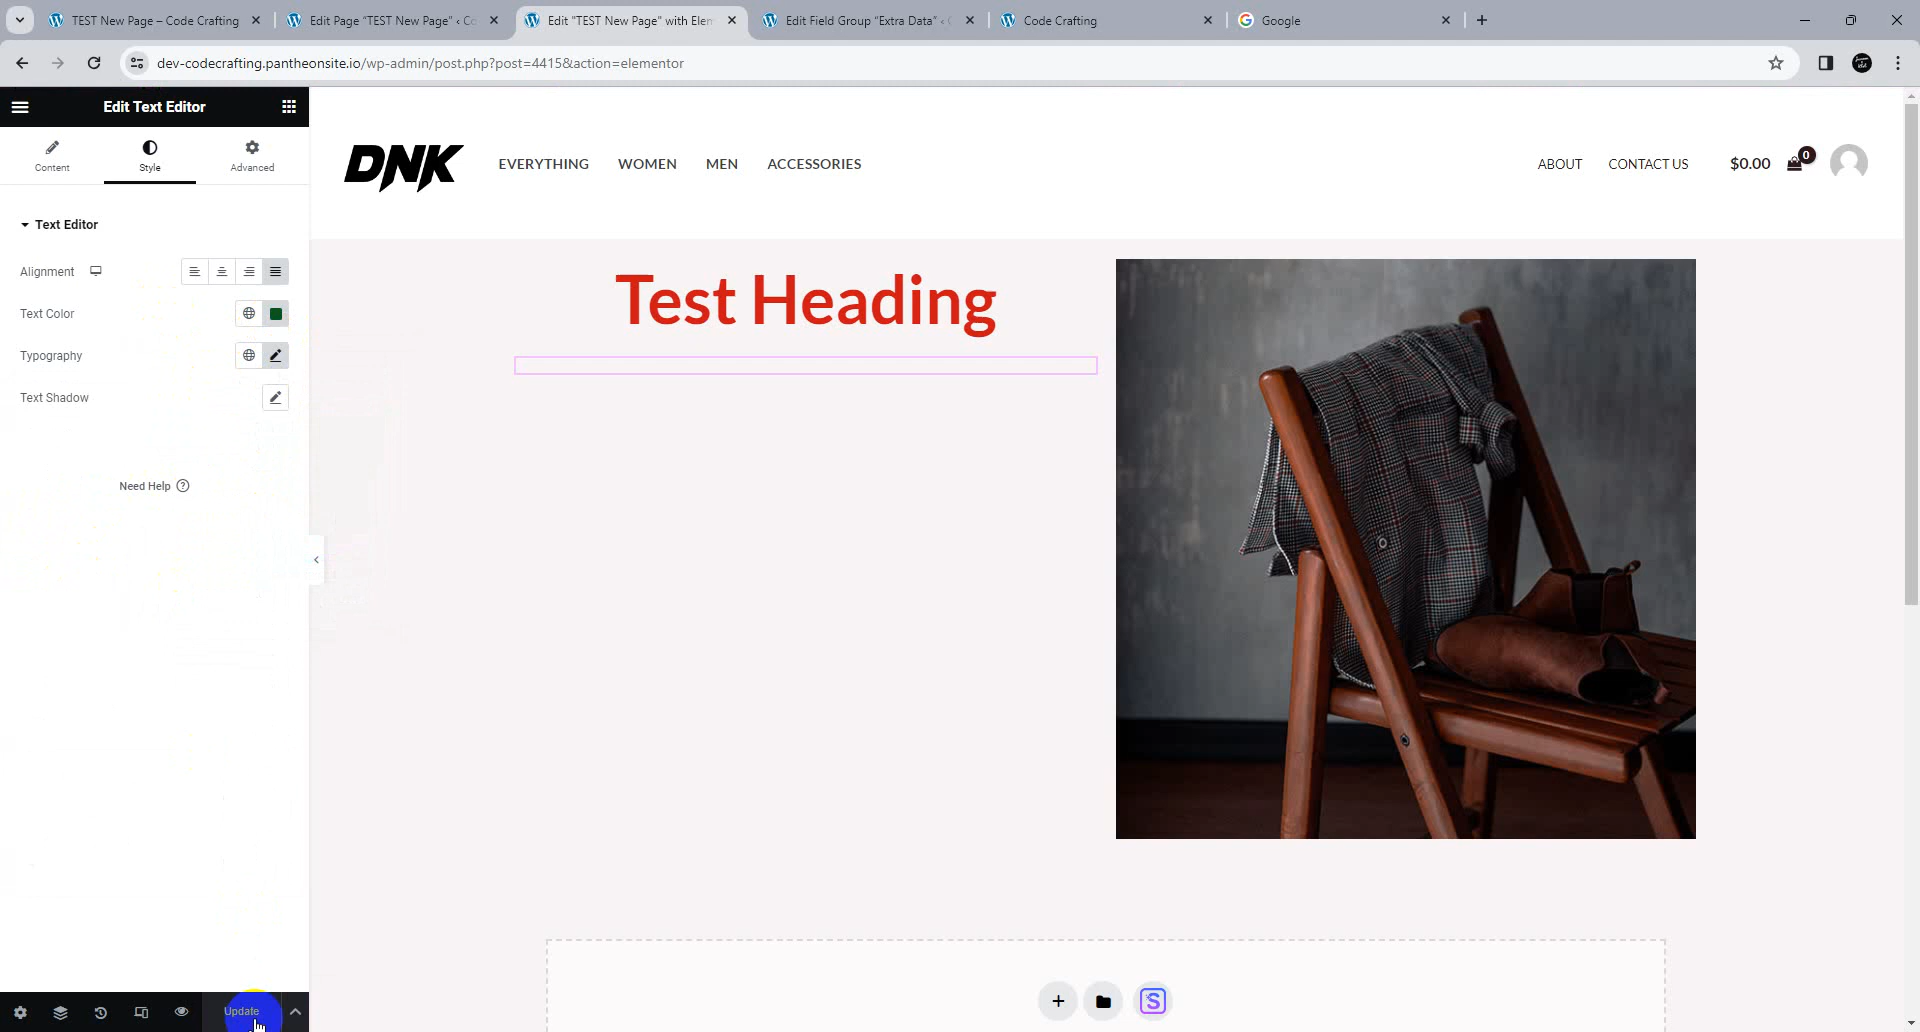 TEST New Page – Code Crafting
Edit Page "TEST New Page" ‹ Co
Edit "TEST New Page" with Elem
Edit Field Group "Extra Data" ‹ C
Code Crafting
Google
dev-codecrafting.pantheonsite.io/wp-admin/post.php?post=4415&action=elementor
Edit Text Editor
Content
Style
Advanced
DNK
EVERYTHING
WOMEN
MEN
ACCESSORIES
ABOUT
CONTACT US
$0.00
0
Text Editor
Alignment
Text Color
Typography
Text Shadow
Need Help
Test Heading
S
Update